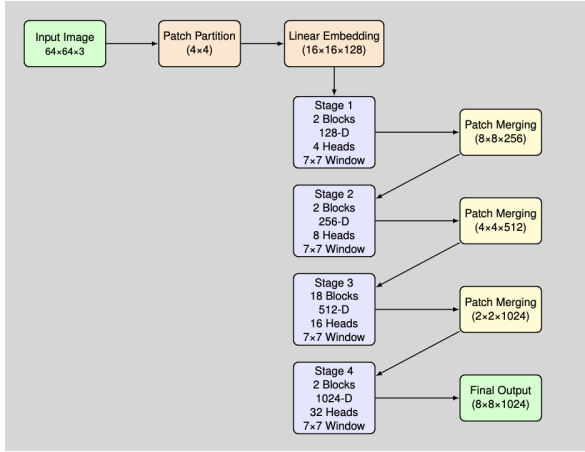 Input Image
64×64×3
Patch Partition
(4×4)
Linear Embedding
(16×16×128)
Stage 1
2 Blocks
128-D
4 Heads
7×7 Window
Patch Merging
(8×8×256)
Stage 2
2 Blocks
256-D
8 Heads
7×7 Window
Patch Merging
(4×4×512)
Stage 3
18 Blocks
512-D
16 Heads
7×7 Window
Patch Merging
(2×2×1024)
Stage 4
2 Blocks
1024-D
32 Heads
7×7 Window
Final Output
(8×8×1024)